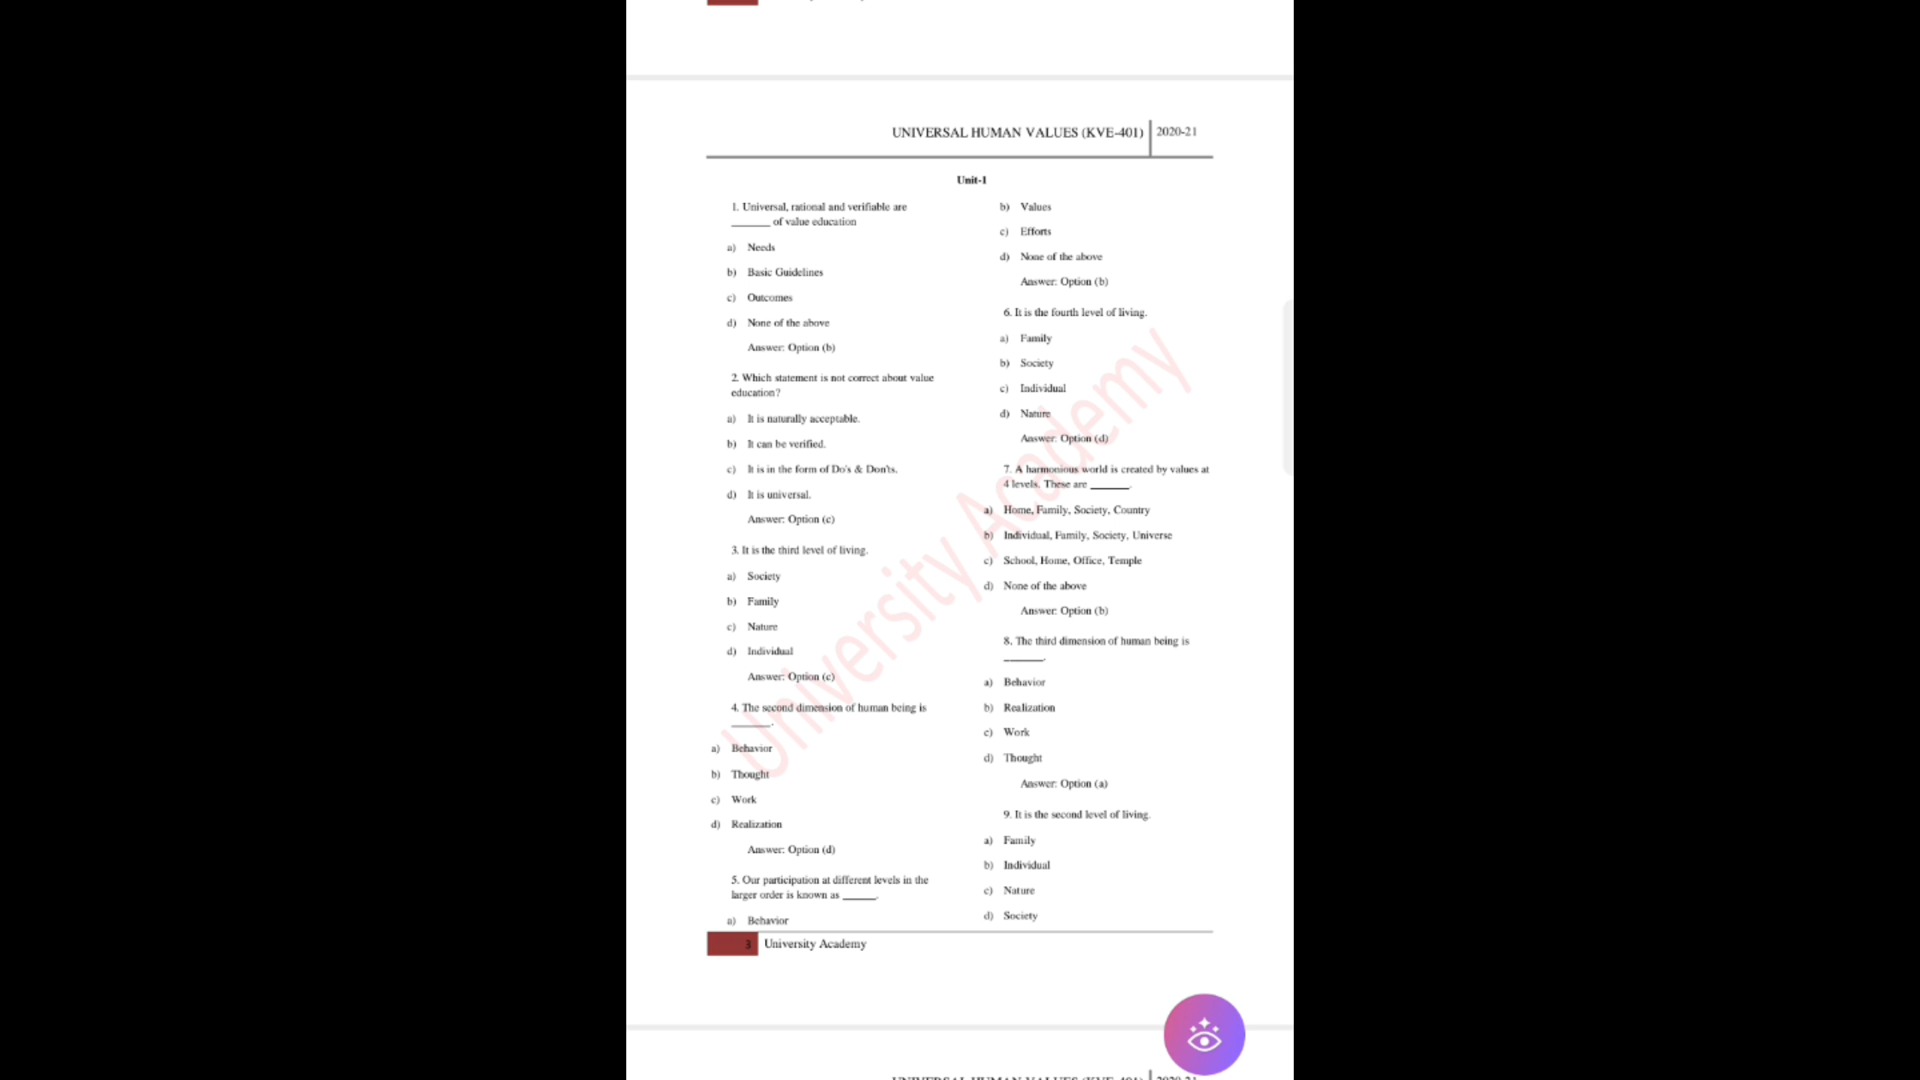 UNIVERSAL HUMAN VALUES (KVE-401) 2020-21
Unit-1
1. Universal, rational and verifiable are
_______ of value education
a) Needs
b) Basic Guidelines
c) Outcomes
d) None of the above
Answer: Option (b)
2. Which statement is not correct about value
education?
a) It is naturally acceptable.
b) It can be verified.
c) It is in the form of Do's & Don'ts.
d) It is universal.
Answer: Option (c)
3. It is the third level of living.
a) Society
b) Family
c) Nature
d) Individual
Answer: Option (c)
4. The second dimension of human being is
_______.
a) Behavior
b) Thought
c) Work
d) Realization
Answer: Option (d)
5. Our participation at different levels in the
larger order is known as ______.
a) Behavior
b) Values
c) Efforts
d) None of the above
Answer: Option (b)
6. It is the fourth level of living.
a) Family
b) Society
c) Individual
d) Nature
Answer: Option (d)
7. A harmonious world is created by values at
4 levels. These are _______.
a) Home, Family, Society, Country
b) Individual, Family, Society, Universe
c) School, Home, Office, Temple
d) None of the above
Answer: Option (b)
8. The third dimension of human being is
_______.
a) Behavior
b) Realization
c) Work
d) Thought
Answer: Option (a)
9. It is the second level of living.
a) Family
b) Individual
c) Nature
d) Society
University Academy
3 University Academy
UNIVERSAL HUMAN VALUES (KVE-401) 2020-21